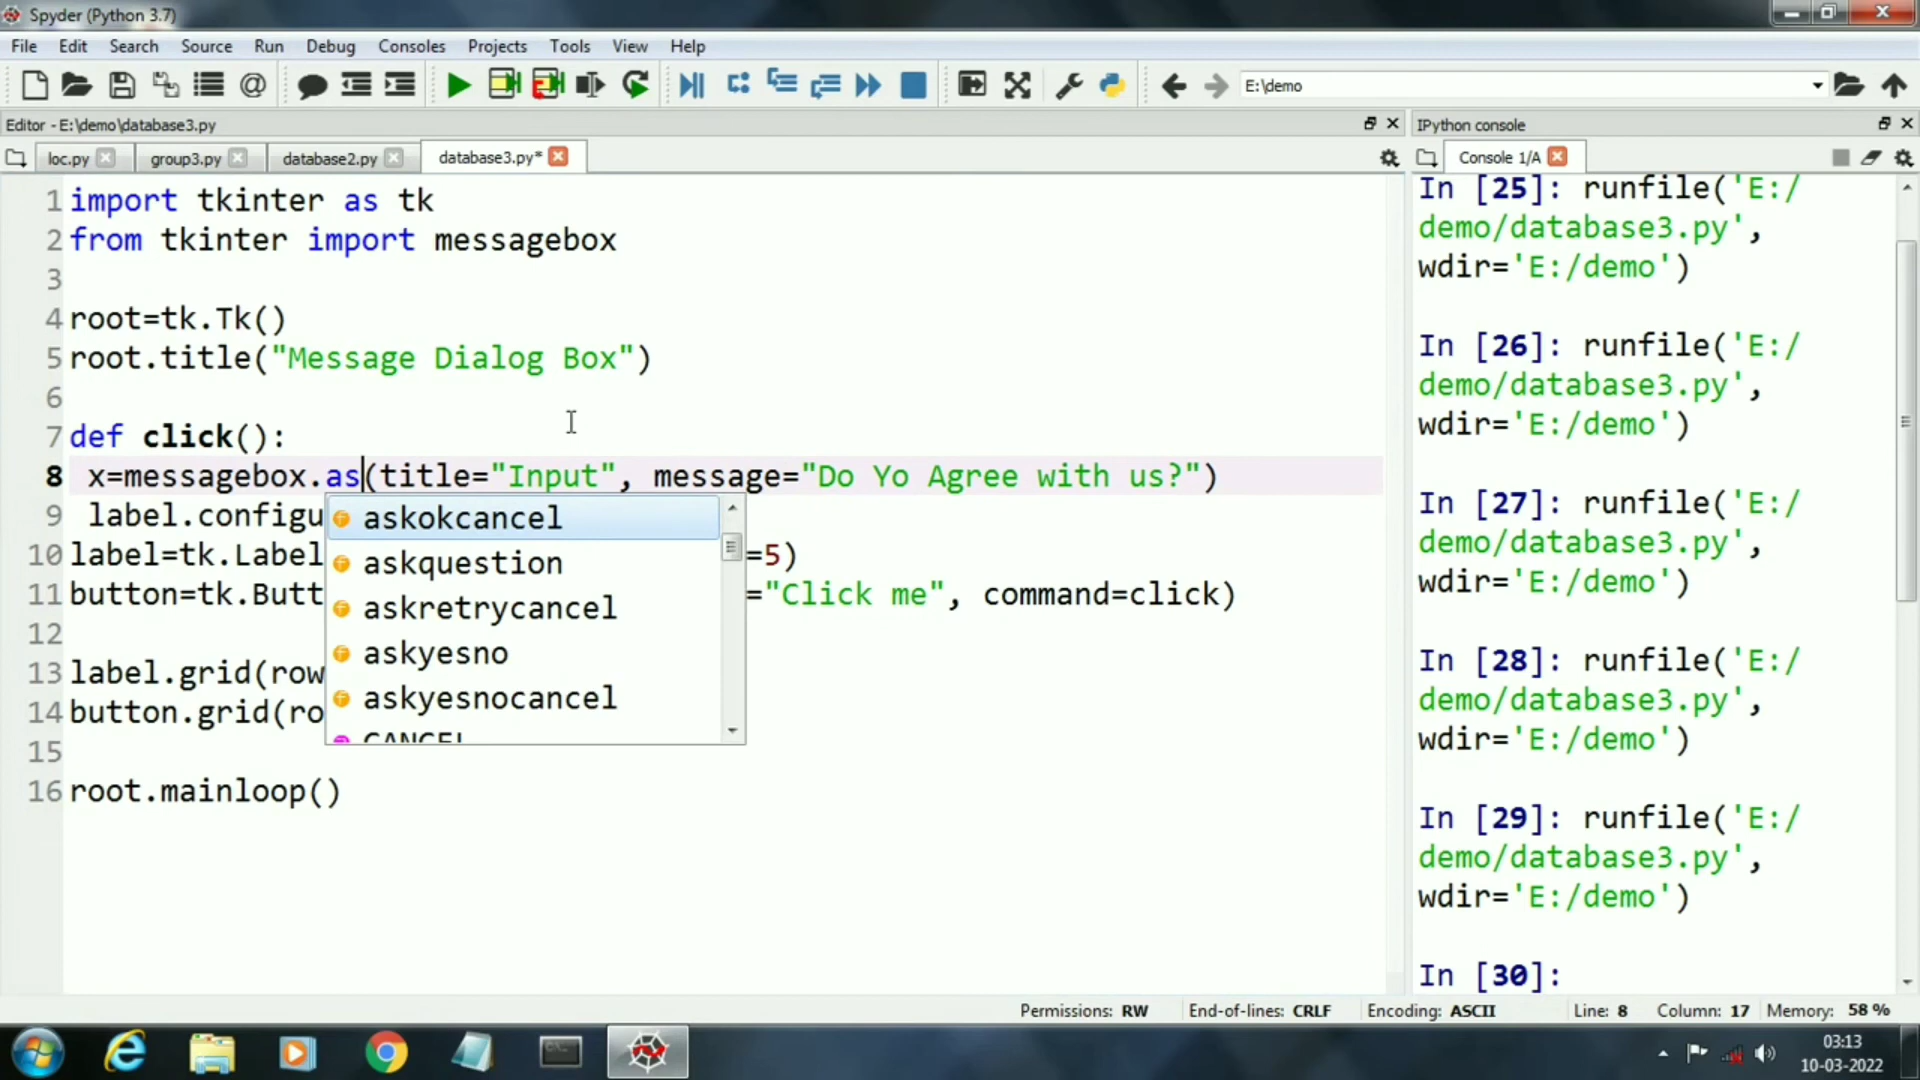 Spyder (Python 3.7)
File Edit Search Source Run Debug Consoles Projects Tools View Help
E:\demo
Editor - E:\demo\database3.py
IPython console
loc.py group3.py database2.py database3.py*
Console 1/A
1 import tkinter as tk
2 from tkinter import messagebox
3
4 root=tk.Tk()
5 root.title("Message Dialog Box")
6
7 def click():
8 x=messagebox.as(title="Input", message="Do Yo Agree with us?")
9 label.configu
10 label=tk.Label =5)
11 button=tk.Butt ="Click me", command=click)
12
13 label.grid(row
14 button.grid(ro
15
16 root.mainloop()
askokcancel
askquestion
askretrycancel
askyesno
askyesnocancel
CANCEL
In [25]: runfile('E:/
demo/database3.py',
wdir='E:/demo')
In [26]: runfile('E:/
demo/database3.py',
wdir='E:/demo')
In [27]: runfile('E:/
demo/database3.py',
wdir='E:/demo')
In [28]: runfile('E:/
demo/database3.py',
wdir='E:/demo')
In [29]: runfile('E:/
demo/database3.py',
wdir='E:/demo')
In [30]:
Permissions: RW End-of-lines: CRLF Encoding: ASCII Line: 8 Column: 17 Memory: 58 %
03:13
10-03-2022